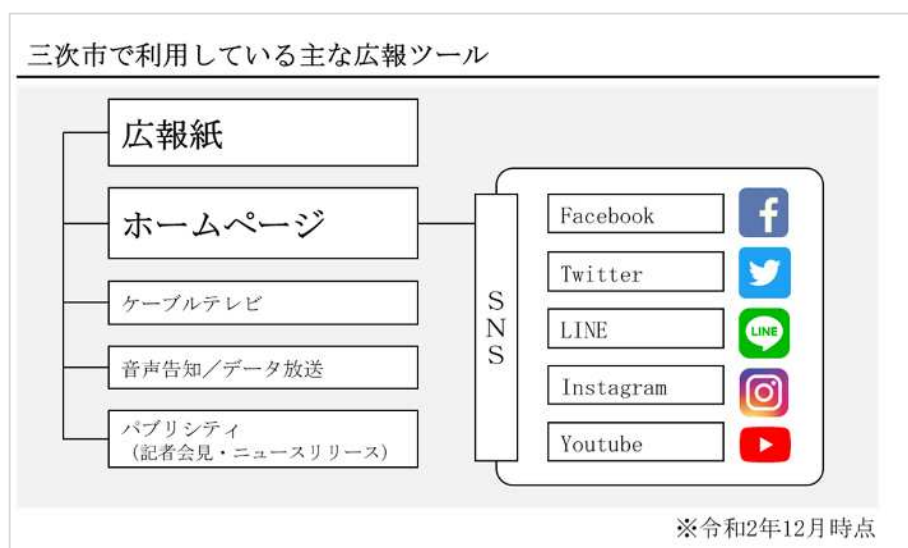 三次市で利用している主な広報ツール
広報紙
ホームページ
ケーブルテレビ
音声告知／データ放送
パブリシティ
（記者会見・ニュースリリース）
SNS
Facebook
Twitter
LINE
LINE
Instagram
Youtube
※令和2年12月時点